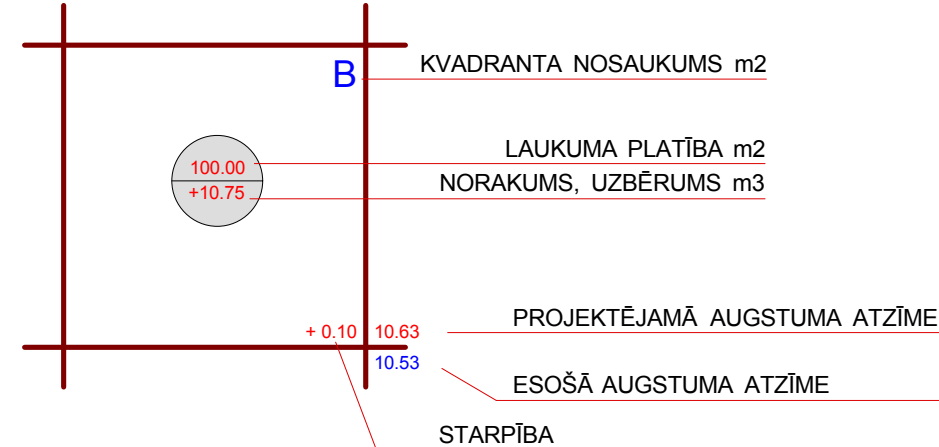 B
KVADRANTA NOSAUKUMS m2
100.00
LAUKUMA PLATĪBA m2
+10.75
NORAKUMS, UZBĒRUMS m3
+ 0.10
10.63
PROJEKTĒJAMĀ AUGSTUMA ATZĪME
10.53
ESOŠĀ AUGSTUMA ATZĪME
STARPĪBA